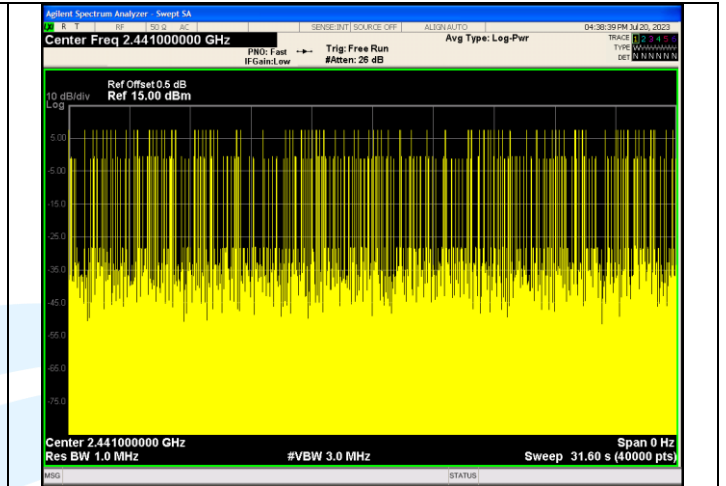 Agilent Spectrum Analyzer - Swept SA
R T RF 50 Ω AC SENSE:INT SOURCE OFF ALIGN AUTO 04:38:39 PM Jul 20, 2023
Center Freq 2.441000000 GHz
PNO: Fast
IFGain:Low
Trig: Free Run
#Atten: 26 dB
Avg Type: Log-Pwr
TRACE 1 2 3 4 5 6
TYPE
DET N N N N N N
Ref Offset 0.5 dB
10 dB/div Ref 15.00 dBm
Log
5.00
-5.00
-15.0
-25.0
-35.0
-45.0
-55.0
-65.0
-75.0
Center 2.441000000 GHz Span 0 Hz
Res BW 1.0 MHz #VBW 3.0 MHz Sweep 31.60 s (40000 pts)
MSG STATUS